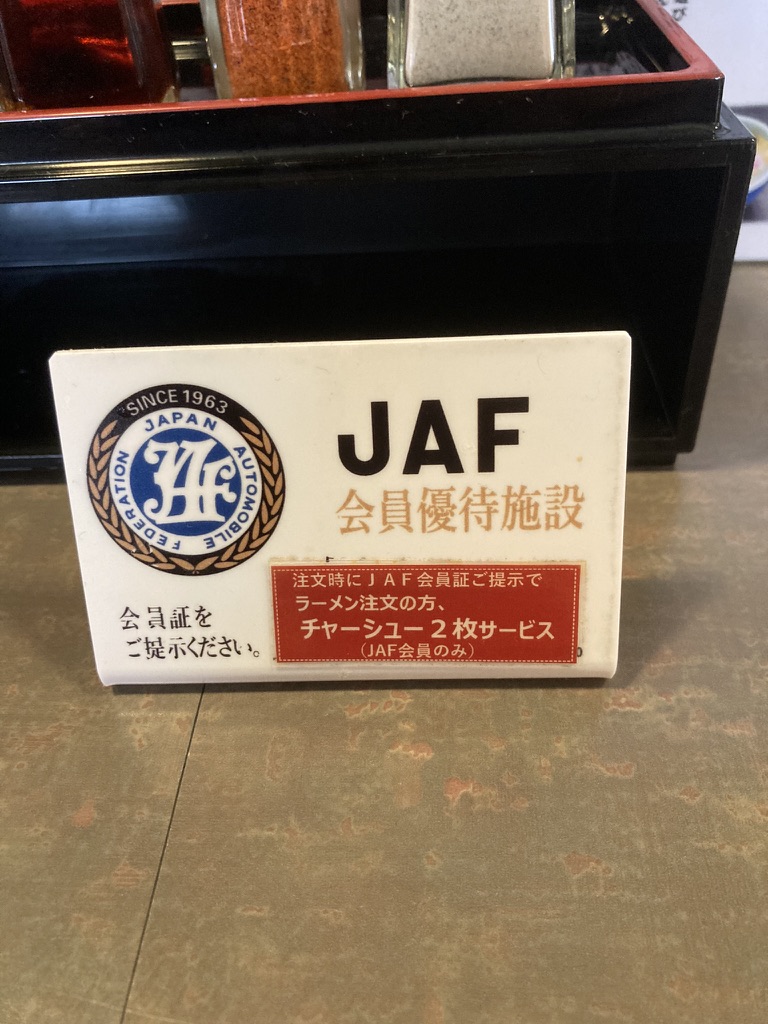 SINCE 1963
JAPAN AUTOMOBILE FEDERATION
JAF
JAF
会員優待施設
会員証を
ご提示ください。
注文時にJAF会員証ご提示で
ラーメン注文の方、
チャーシュー2枚サービス
(JAF会員のみ)